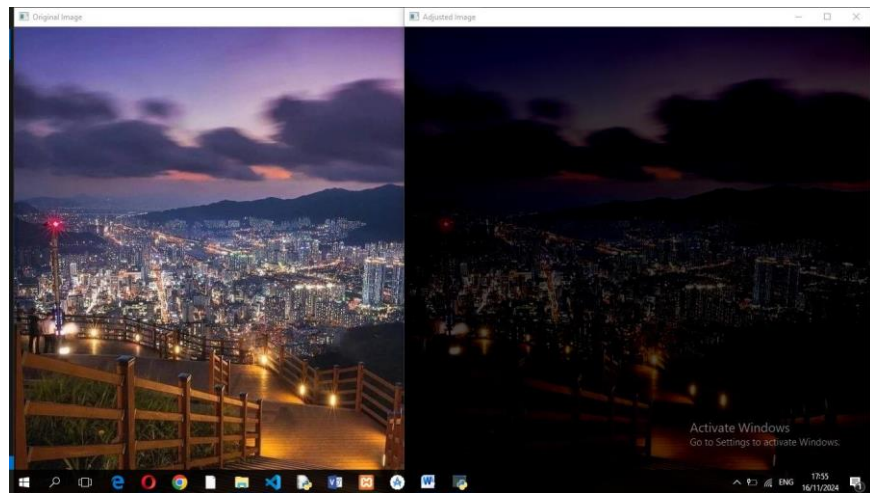 Original Image
Adjusted Image
Activate Windows
Go to Settings to activate Windows.
ENG
17:55
16/11/2024